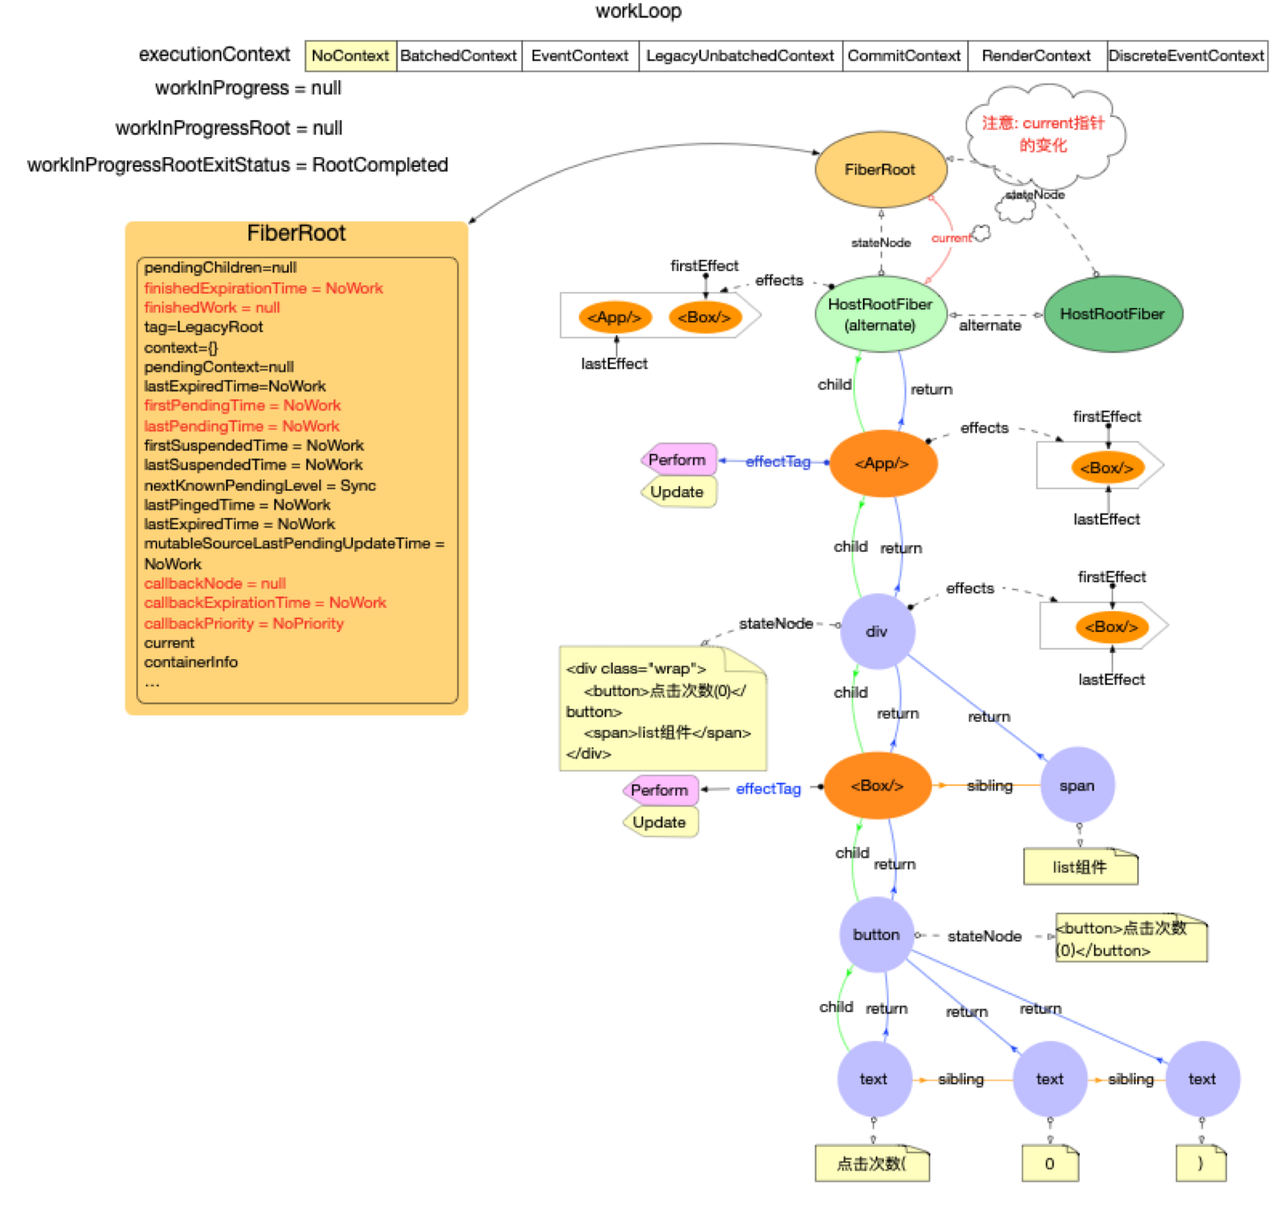 workLoop
executionContext
NoContext
BatchedContext
EventContext
LegacyUnbatchedContext
CommitContext
RenderContext
DiscreteEventContext
workInProgress = null
workInProgressRoot = null
workInProgressRootExitStatus = RootCompleted
注意: current指针
的变化
FiberRoot
stateNode
stateNode
current
FiberRoot
pendingChildren=null
finishedExpirationTime = NoWork
finishedWork = null
tag=LegacyRoot
context={}
pendingContext=null
lastExpiredTime=NoWork
firstPendingTime = NoWork
lastPendingTime = NoWork
firstSuspendedTime = NoWork
lastSuspendedTime = NoWork
nextKnownPendingLevel = Sync
lastPingedTime = NoWork
lastExpiredTime = NoWork
mutableSourceLastPendingUpdateTime =
NoWork
callbackNode = null
callbackExpirationTime = NoWork
callbackPriority = NoPriority
current
containerInfo
...
firstEffect
effects
<App/>
<Box/>
lastEffect
HostRootFiber
(alternate)
alternate
HostRootFiber
child
return
effects
firstEffect
<Box/>
lastEffect
Perform
Update
effectTag
<App/>
child
return
effects
firstEffect
<Box/>
lastEffect
stateNode
div
<div class="wrap">
<button>点击次数(0)</
button>
<span>list组件</span>
</div>
child
return
return
Perform
Update
effectTag
<Box/>
sibling
span
list组件
child
return
button
stateNode
<button>点击次数
(0)</button>
child
return
return
return
text
sibling
text
sibling
text
点击次数(
0
)